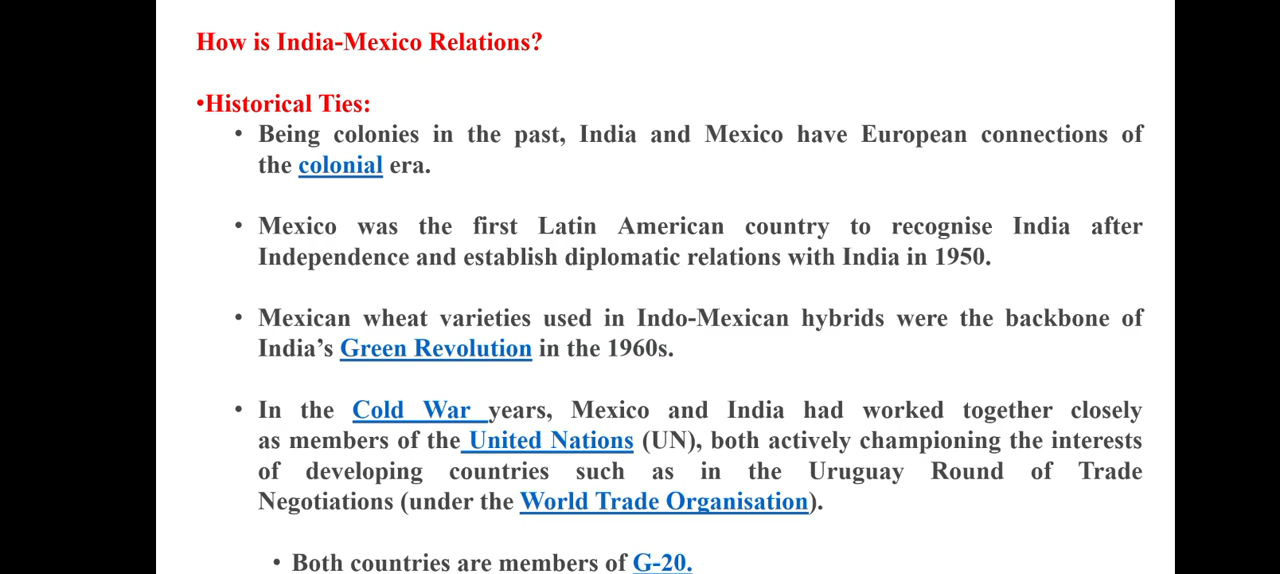 How is India-Mexico Relations?
•Historical Ties:
• Being colonies in the past, India and Mexico have European connections of
the colonial era.
• Mexico was the first Latin American country to recognise India after
Independence and establish diplomatic relations with India in 1950.
• Mexican wheat varieties used in Indo-Mexican hybrids were the backbone of
India’s Green Revolution in the 1960s.
• In the Cold War years, Mexico and India had worked together closely
as members of the United Nations (UN), both actively championing the interests
of developing countries such as in the Uruguay Round of Trade
Negotiations (under the World Trade Organisation).
• Both countries are members of G-20.